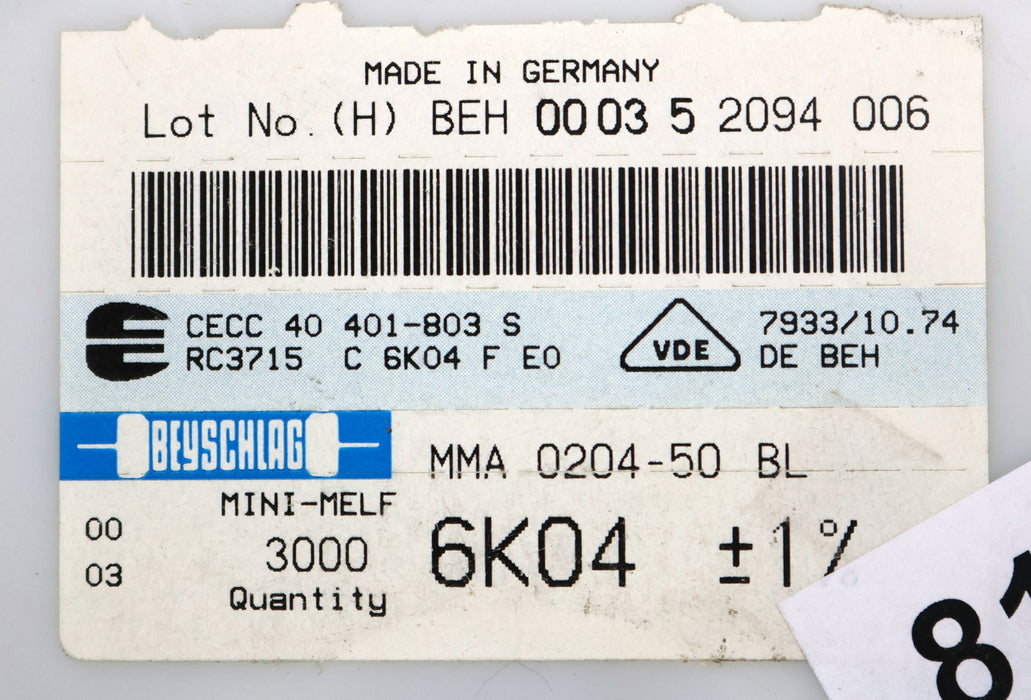 MADE IN GERMANY
Lot No. (H) BEH 00 03 5 2094 006
CECC 40 401-803 S
RC3715 C 6K04 F E0
VDE
7933/10.74
DE BEH
BEYSCHLAG
MMA 0204-50 BL
MINI-MELF
00
03
3000
Quantity
6K04 ±1%
81